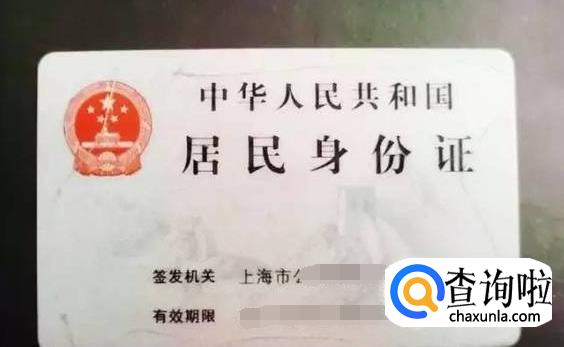 中华人民共和国
居民身份证
签发机关 上海市公
有效期限
查询啦
chaxunla.com